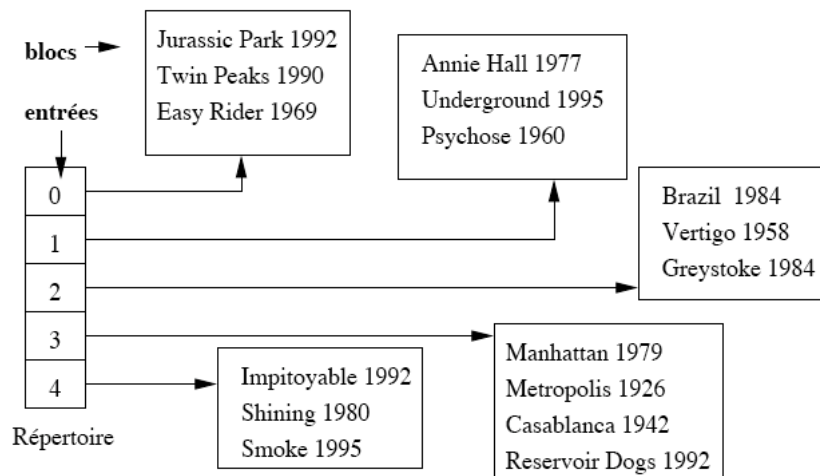 blocs
Jurassic Park 1992
Twin Peaks 1990
Easy Rider 1969
Annie Hall 1977
Underground 1995
Psychose 1960
entrées
0
1
2
3
4
Répertoire
Brazil 1984
Vertigo 1958
Greystoke 1984
Manhattan 1979
Metropolis 1926
Casablanca 1942
Reservoir Dogs 1992
Impitoyable 1992
Shining 1980
Smoke 1995